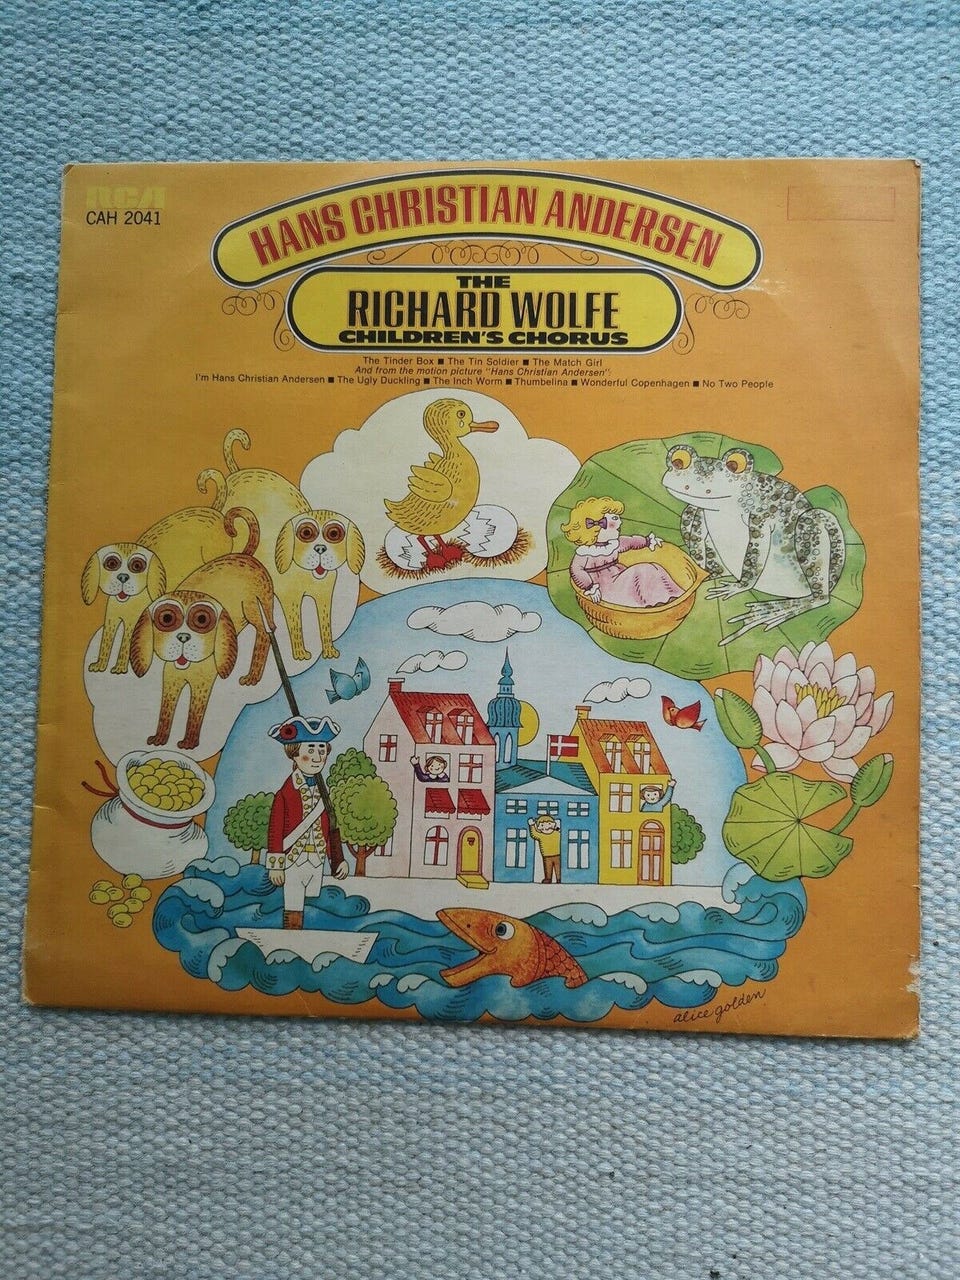 RCA
CAH 2041
HANS CHRISTIAN ANDERSEN
THE
RICHARD WOLFE
CHILDREN'S CHORUS
The Tinder Box ■ The Tin Soldier ■ The Match Girl
And from the motion picture "Hans Christian Andersen":
I'm Hans Christian Andersen ■ The Ugly Duckling ■ The Inch Worm ■ Thumbelina ■ Wonderful Copenhagen ■ No Two People
alice golden